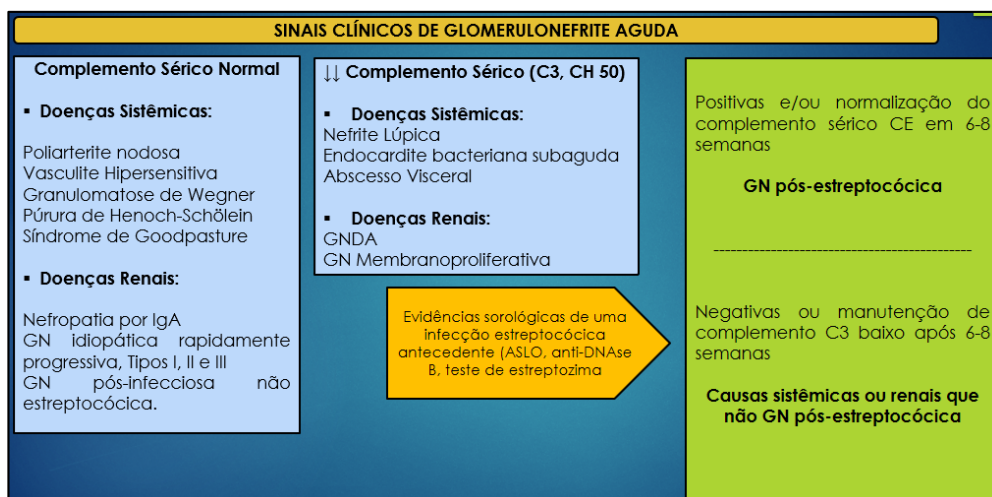 SINAIS CLÍNICOS DE GLOMERULONEFRITE AGUDA
Complemento Sérico Normal
▪ Doenças Sistêmicas:
Poliarterite nodosa
Vasculite Hipersensitiva
Granulomatose de Wegner
Púrura de Henoch-Schölein
Síndrome de Goodpasture
▪ Doenças Renais:
Nefropatia por IgA
GN idiopática rapidamente
progressiva, Tipos I, II e III
GN pós-infecciosa não
estreptocócica.
↓↓ Complemento Sérico (C3, CH 50)
▪ Doenças Sistêmicas:
Nefrite Lúpica
Endocardite bacteriana subaguda
Abscesso Visceral
▪ Doenças Renais:
GNDA
GN Membranoproliferativa
Evidências sorológicas de uma
infecção estreptocócica
antecedente (ASLO, anti-DNAse
B, teste de estreptozima
Positivas e/ou normalização do
complemento sérico CE em 6-8
semanas
GN pós-estreptocócica
--------------------------------------------
Negativas ou manutenção de
complemento C3 baixo após 6-8
semanas
Causas sistêmicas ou renais que
não GN pós-estreptocócica